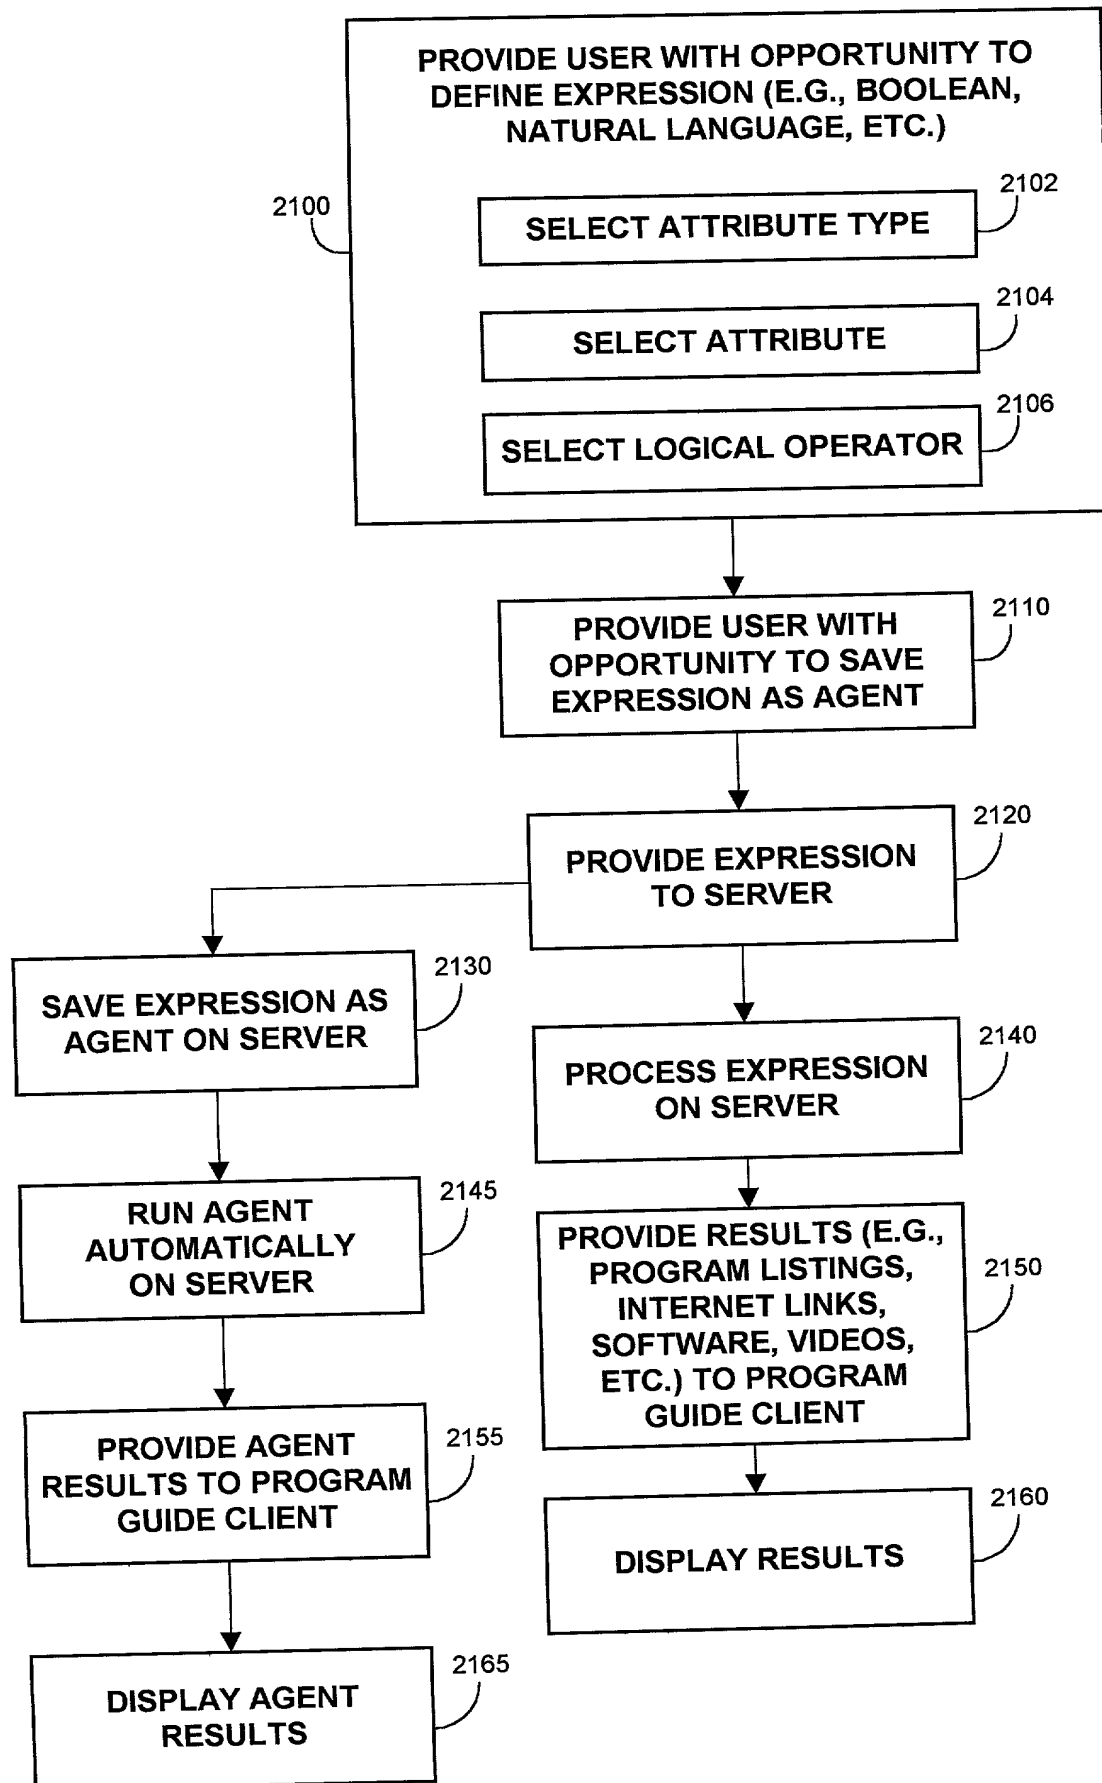 PROVIDE USER WITH OPPORTUNITY TO
DEFINE EXPRESSION (E.G., BOOLEAN,
NATURAL LANGUAGE, ETC.)
2100
2102
SELECT ATTRIBUTE TYPE
2104
SELECT ATTRIBUTE
2106
SELECT LOGICAL OPERATOR
2110
PROVIDE USER WITH
OPPORTUNITY TO SAVE
EXPRESSION AS AGENT
2120
PROVIDE EXPRESSION
TO SERVER
2130
SAVE EXPRESSION AS
AGENT ON SERVER
2140
PROCESS EXPRESSION
ON SERVER
2145
RUN AGENT
AUTOMATICALLY
ON SERVER
2150
PROVIDE RESULTS (E.G.,
PROGRAM LISTINGS,
INTERNET LINKS,
SOFTWARE, VIDEOS,
ETC.) TO PROGRAM
GUIDE CLIENT
2155
PROVIDE AGENT
RESULTS TO PROGRAM
GUIDE CLIENT
2160
DISPLAY RESULTS
2165
DISPLAY AGENT
RESULTS